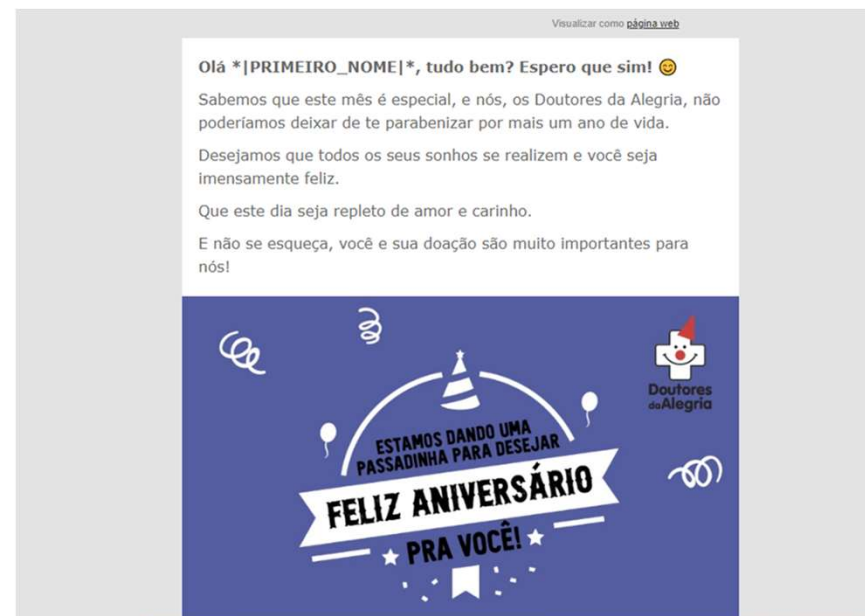 Visualizar como página web
Olá *|PRIMEIRO_NOME|*, tudo bem? Espero que sim! 😊
Sabemos que este mês é especial, e nós, os Doutores da Alegria, não
poderíamos deixar de te parabenizar por mais um ano de vida.
Desejamos que todos os seus sonhos se realizem e você seja
imensamente feliz.
Que este dia seja repleto de amor e carinho.
E não se esqueça, você e sua doação são muito importantes para
nós!
Doutores
daAlegria
ESTAMOS DANDO UMA
PASSADINHA PARA DESEJAR
FELIZ ANIVERSÁRIO
PRA VOCÊ!